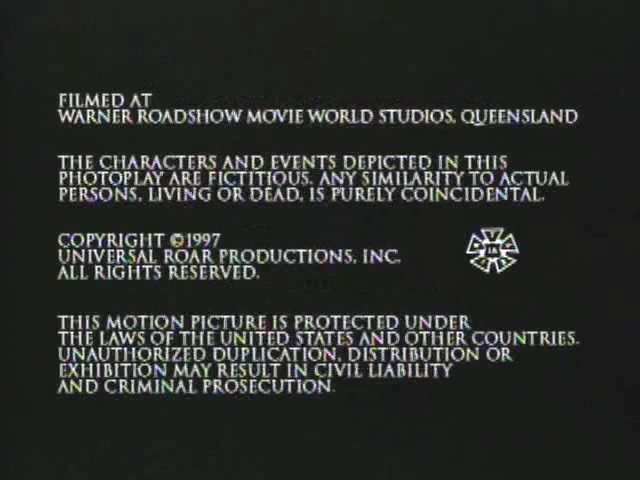 FILMED AT
WARNER ROADSHOW MOVIE WORLD STUDIOS, QUEENSLAND
THE CHARACTERS AND EVENTS DEPICTED IN THIS
PHOTOPLAY ARE FICTITIOUS. ANY SIMILARITY TO ACTUAL
PERSONS, LIVING OR DEAD, IS PURELY COINCIDENTAL.
COPYRIGHT ©1997
UNIVERSAL ROAR PRODUCTIONS, INC.
ALL RIGHTS RESERVED.
THIS MOTION PICTURE IS PROTECTED UNDER
THE LAWS OF THE UNITED STATES AND OTHER COUNTRIES.
UNAUTHORIZED DUPLICATION, DISTRIBUTION OR
EXHIBITION MAY RESULT IN CIVIL LIABILITY
AND CRIMINAL PROSECUTION.